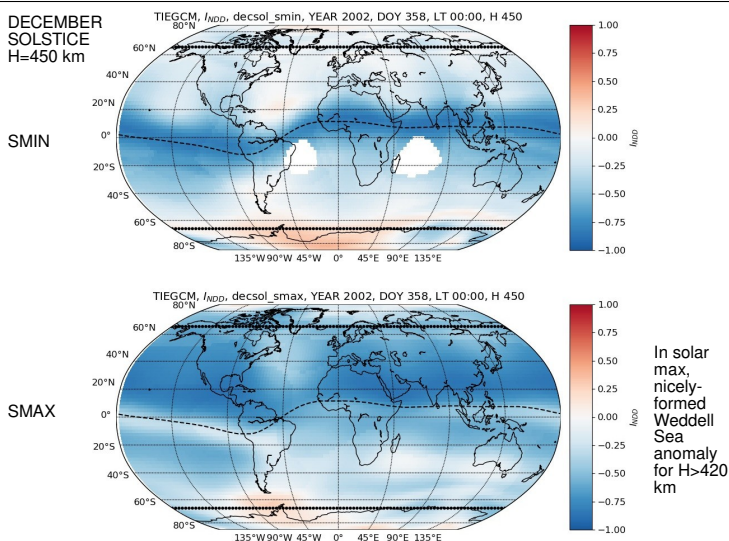 DECEMBER
SOLSTICE
H=450 km
TIEGCM, I_NDD, decsol_smin, YEAR 2002, DOY 358, LT 00:00, H 450
80°N
60°N
40°N
20°N
0°
20°S
40°S
60°S
80°S
135°W 90°W 45°W 0° 45°E 90°E 135°E
1.00
0.75
0.50
0.25
0.00
−0.25
−0.50
−0.75
−1.00
I_NDD
SMIN
TIEGCM, I_NDD, decsol_smax, YEAR 2002, DOY 358, LT 00:00, H 450
80°N
60°N
40°N
20°N
0°
20°S
40°S
60°S
80°S
135°W 90°W 45°W 0° 45°E 90°E 135°E
1.00
0.75
0.50
0.25
0.00
−0.25
−0.50
−0.75
−1.00
I_NDD
SMAX
In solar
max,
nicely-
formed
Weddell
Sea
anomaly
for H>420
km